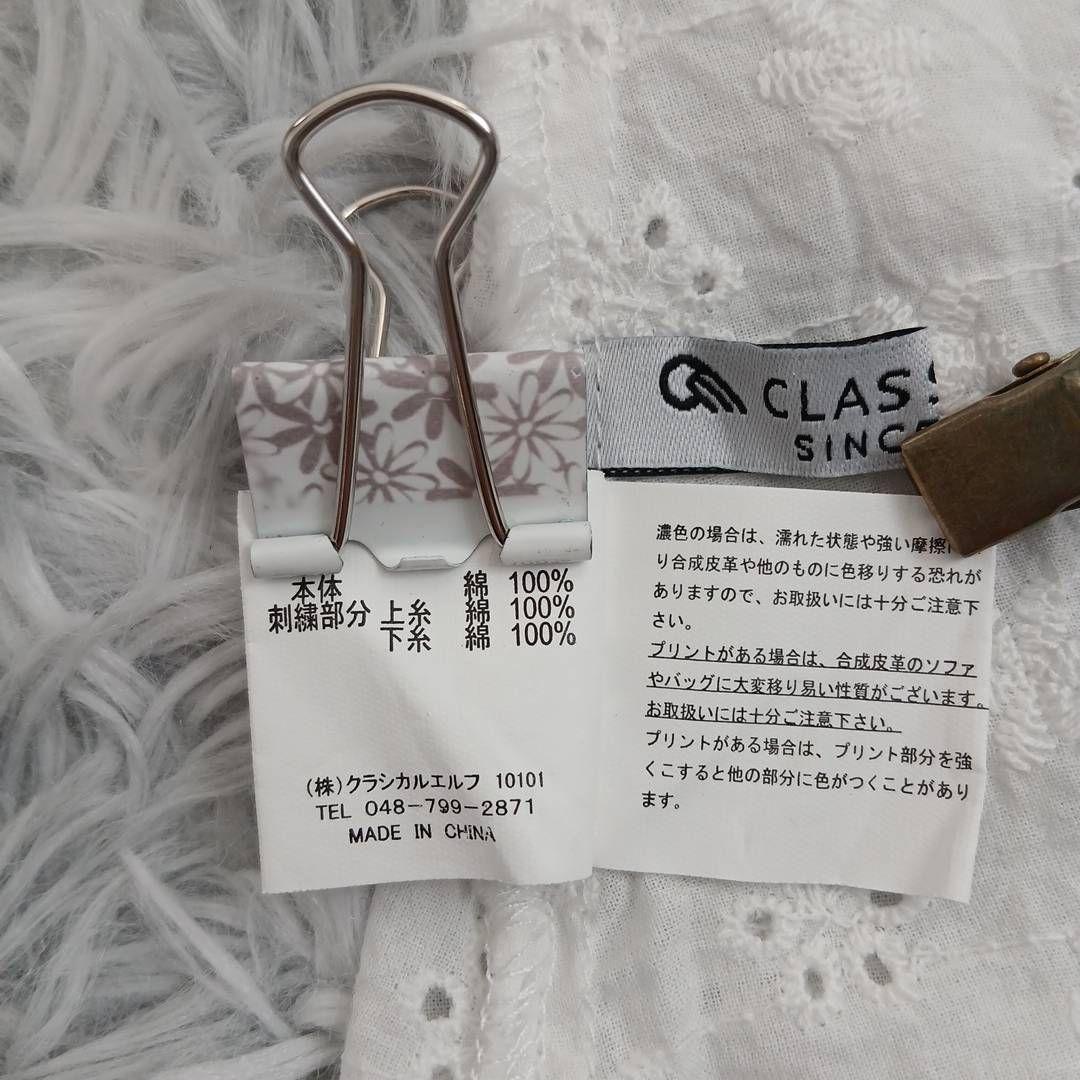 CLAS
SINCE
本体 綿 100%
刺繍部分 上糸 綿 100%
下糸 綿 100%
(株)クラシカルエルフ 10101
TEL 048-799-2871
MADE IN CHINA
濃色の場合は、濡れた状態や強い摩擦に
り合成皮革や他のものに色移りする恐れが
ありますので、お取扱いには十分ご注意下
さい。
プリントがある場合は、合成皮革のソファ
やバッグに大変移り易い性質がございます。
お取扱いには十分ご注意下さい。
プリントがある場合は、プリント部分を強
くこすると他の部分に色がつくことがあり
ます。